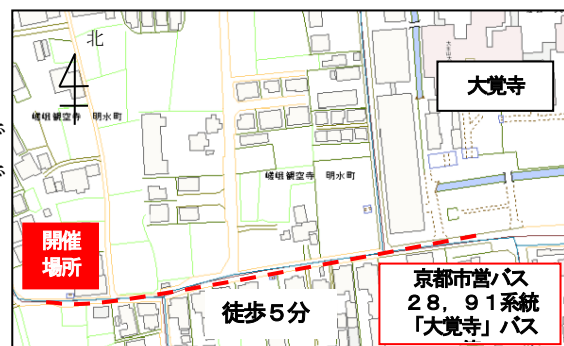 北
大覚寺
嵯峨観空寺 明水町
嵯峨観空寺 明水町
開催
場所
徒歩５分
京都市営バス
２８，９１系統
「大覚寺」バス